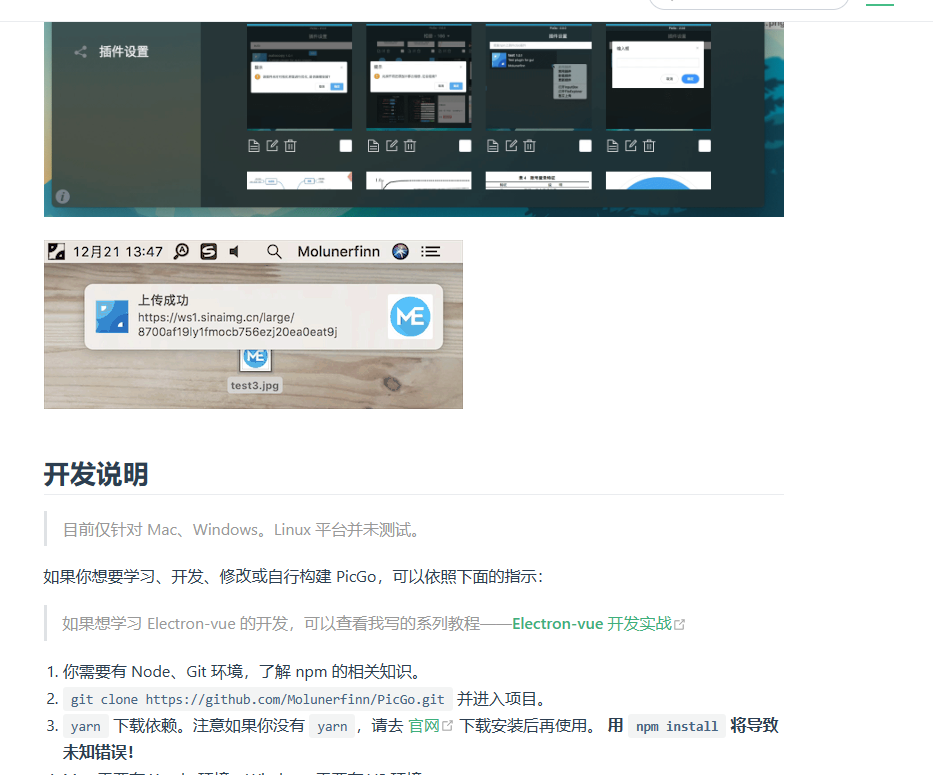 插件设置
12月21 13:47 Molunerfinn
上传成功
https://ws1.sinaimg.cn/large/
8700af19ly1fmocb756ezj20ea0eat9j
ME
ME
test3.jpg
开发说明
目前仅针对 Mac、Windows。Linux 平台并未测试。
如果你想要学习、开发、修改或自行构建 PicGo，可以依照下面的指示：
如果想学习 Electron-vue 的开发，可以查看我写的系列教程——Electron-vue 开发实战
1. 你需要有 Node、Git 环境，了解 npm 的相关知识。
2. git clone https://github.com/Molunerfinn/PicGo.git 并进入项目。
3. yarn 下载依赖。注意如果你没有 yarn ，请去 官网 下载安装后再使用。 用 npm install 将导致
未知错误！